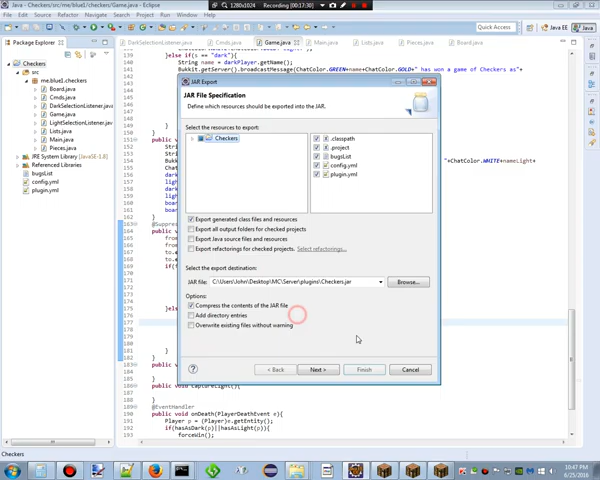 Java - Checkers/src/me/blue1/checkers/Game.java - Eclipse
Recording [00:17:30]
1280x1024
File Edit Source Refactor Navigate Search
Quick Access
Java EE
Java
Package Explorer
DarkSelectionListener.java
Cmds.java
Game.java
Main.java
Lists.java
Pieces.java
Board.java
Checkers
src
me.blue1.checkers
Board.java
Cmds.java
DarkSelectionListener.java
Game.java
LightSelectionListener.java
Lists.java
Main.java
Pieces.java
JRE System Library [JavaSE-1.8]
Referenced Libraries
bugsList
config.yml
plugin.yml
}else if(s == "dark"){
String name = darkPlayer.getName();
Bukkit.getServer().broadcastMessage(ChatColor.GREEN+name+ChatColor.GOLD+" has won a game of Checkers as"+
"+ChatColor.WHITE+nameLight+
JAR Export
JAR File Specification
Define which resources should be exported into the JAR.
Select the resources to export:
Checkers
.classpath
.project
bugsList
config.yml
plugin.yml
Export generated class files and resources
Export all output folders for checked projects
Export Java source files and resources
Export refactorings for checked projects. Select refactorings...
Select the export destination:
JAR file: C:\Users\John\Desktop\MC\Server\plugins\Checkers.jar
Browse...
Options:
Compress the contents of the JAR file
Add directory entries
Overwrite existing files without warning
< Back Next > Finish Cancel
public void captureLight(){
@EventHandler
public void onDeath(PlayerDeathEvent e){
Player p = (Player) e.getEntity();
if(hasAsDark(p)||hasAsLight(p)){
forceWin();
Checkers
10:47 PM
6/25/2016